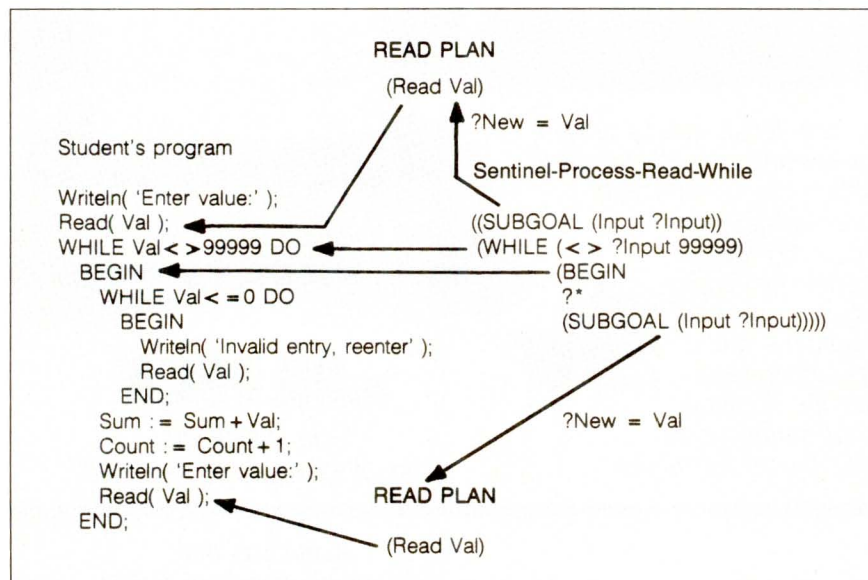 READ PLAN
(Read Val)
?New = Val
Student's program
Sentinel-Process-Read-While
Writeln( 'Enter value:' );
Read( Val );
((SUBGOAL (Input ?Input))
WHILE Val< >99999 DO
(WHILE (< > ?Input 99999)
BEGIN
(BEGIN
WHILE Val< =0 DO
?*
BEGIN
(SUBGOAL (Input ?Input)))))
Writeln( 'Invalid entry, reenter' );
Read( Val );
END;
Sum := Sum+Val;
?New = Val
Count := Count+1;
Writeln( 'Enter value:' );
Read( Val );
READ PLAN
END;
(Read Val)